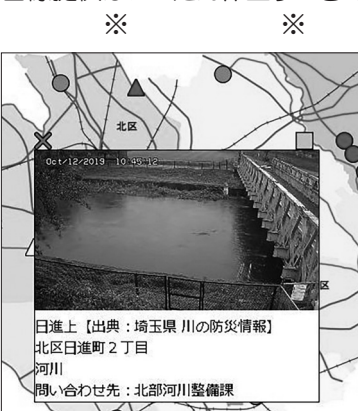 ※ ※
北区
Oct/12/2019 10:45:12
区
日進上【出典：埼玉県 川の防災情報】
北区日進町２丁目
河川
問い合わせ先：北部河川整備課